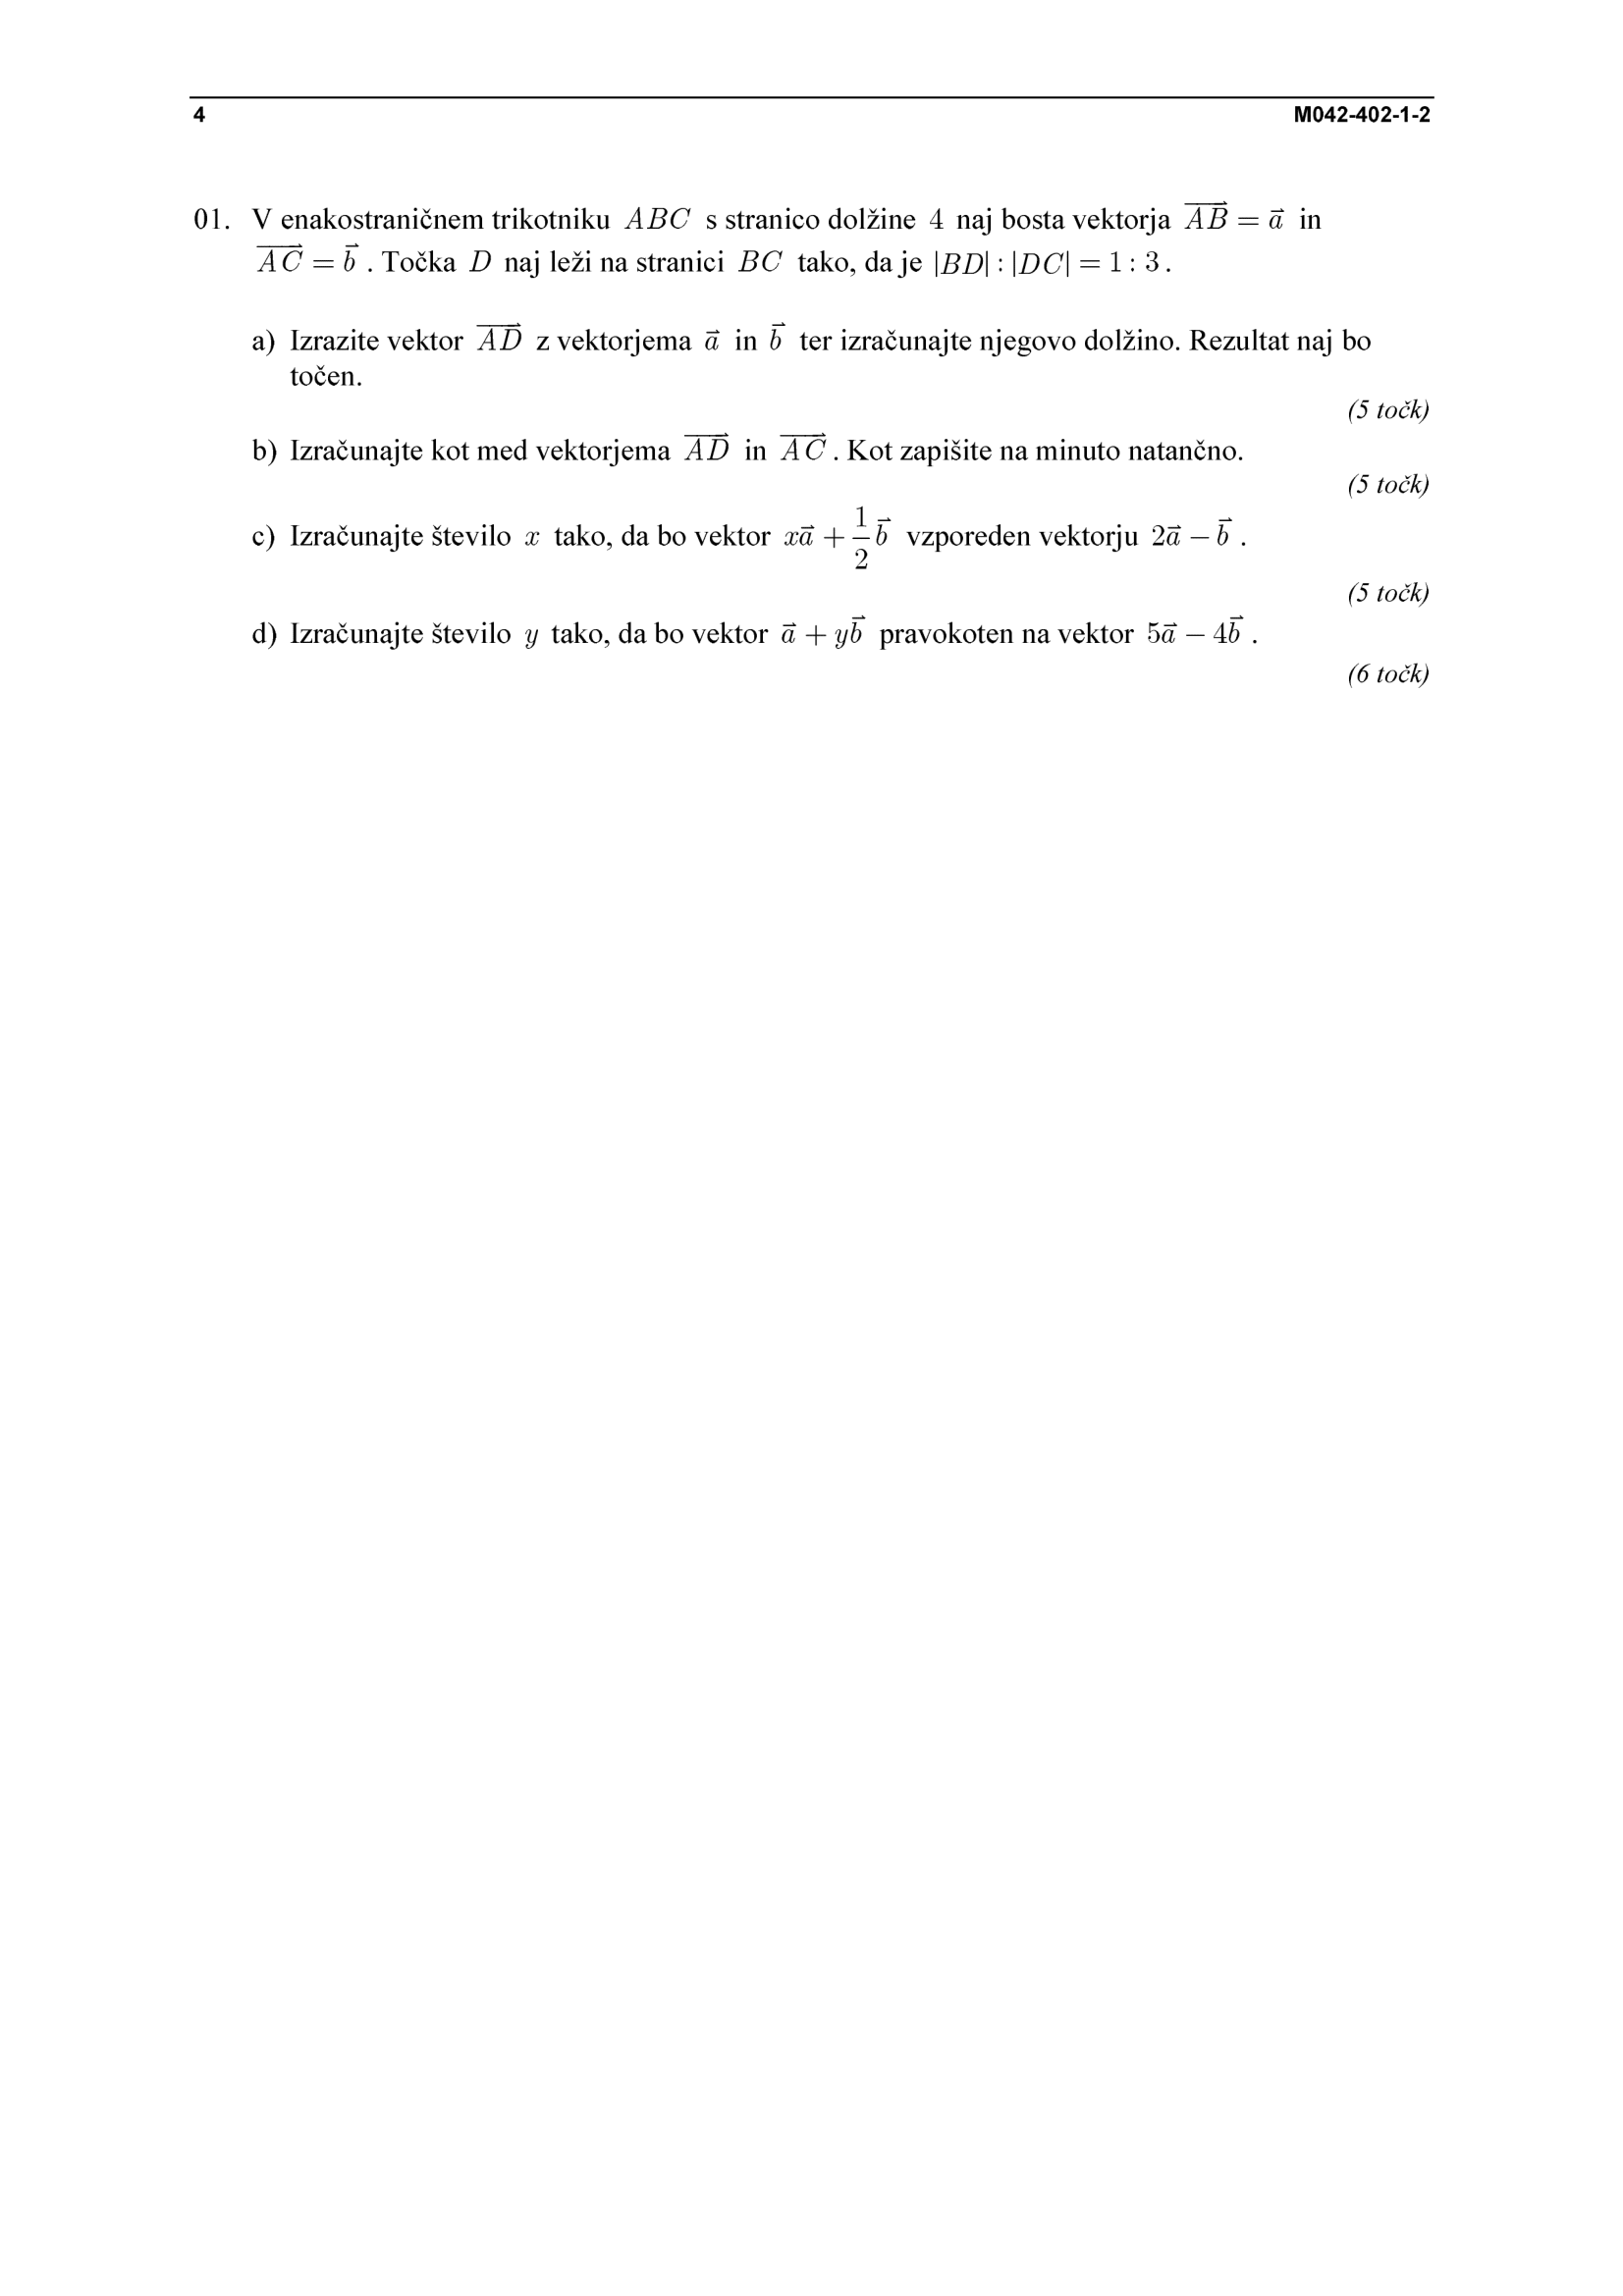 4 M042-402-1-2
01. V enakostraničnem trikotniku $ABC$ s stranico dolžine 4 naj bosta vektorja $\overrightarrow{AB} = \vec{a}$ in
$\overrightarrow{AC} = \vec{b}$ . Točka $D$ naj leži na stranici $BC$ tako, da je $|BD| : |DC| = 1 : 3$.
a) Izrazite vektor $\overrightarrow{AD}$ z vektorjema $\vec{a}$ in $\vec{b}$ ter izračunajte njegovo dolžino. Rezultat naj bo
točen.
(5 točk)
b) Izračunajte kot med vektorjema $\overrightarrow{AD}$ in $\overrightarrow{AC}$ . Kot zapišite na minuto natančno.
(5 točk)
c) Izračunajte število $x$ tako, da bo vektor $x\vec{a} + \frac{1}{2}\vec{b}$ vzporeden vektorju $2\vec{a} - \vec{b}$ .
(5 točk)
d) Izračunajte število $y$ tako, da bo vektor $\vec{a} + y\vec{b}$ pravokoten na vektor $5\vec{a} - 4\vec{b}$ .
(6 točk)